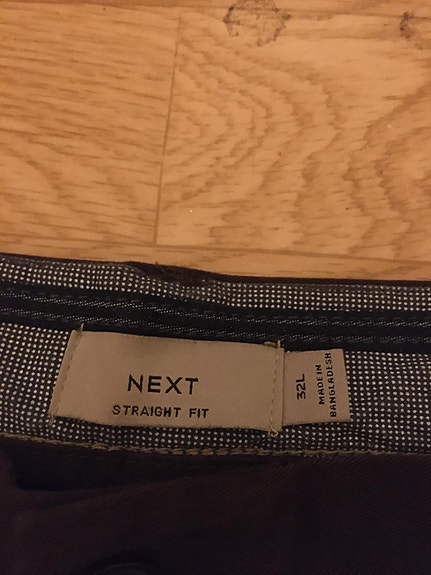 NEXT
STRAIGHT FIT
32L
MADE IN
BANGLADESH